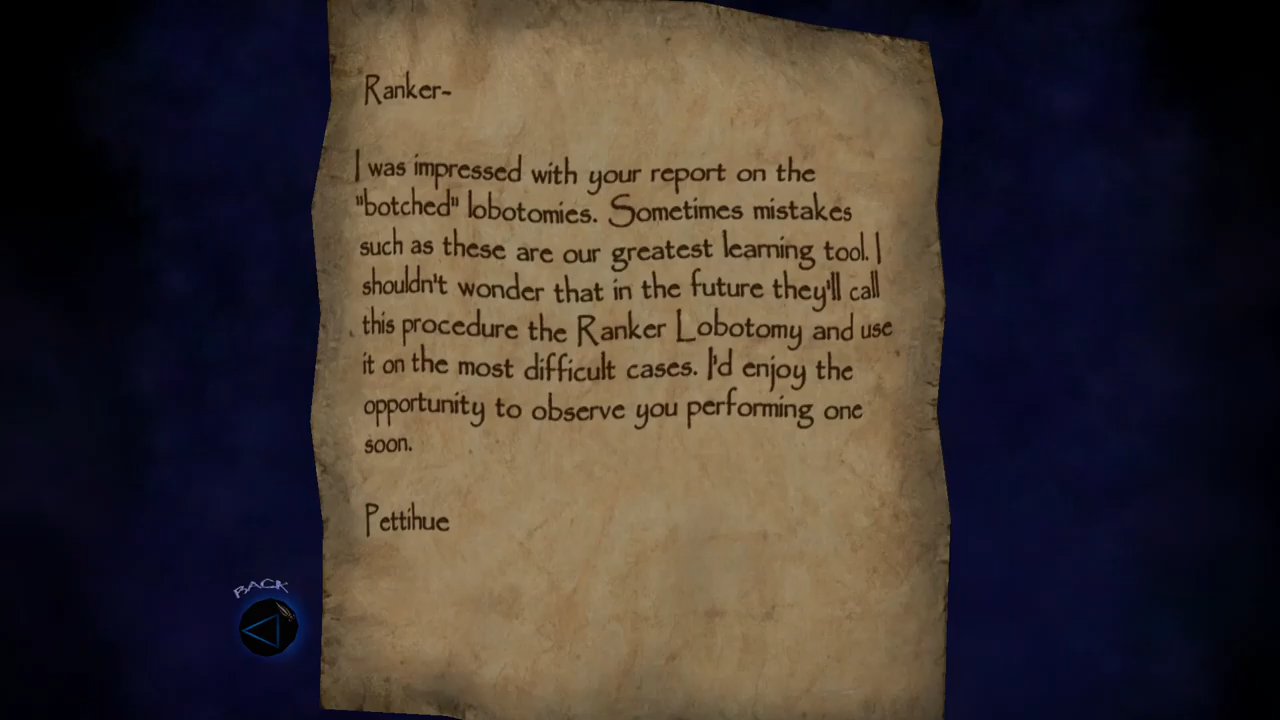 Ranker-
I was impressed with your report on the
"botched" lobotomies. Sometimes mistakes
such as these are our greatest learning tool. I
shouldn't wonder that in the future they'll call
this procedure the Ranker Lobotomy and use
it on the most difficult cases. I'd enjoy the
opportunity to observe you performing one
soon.
Pettihue
BACK